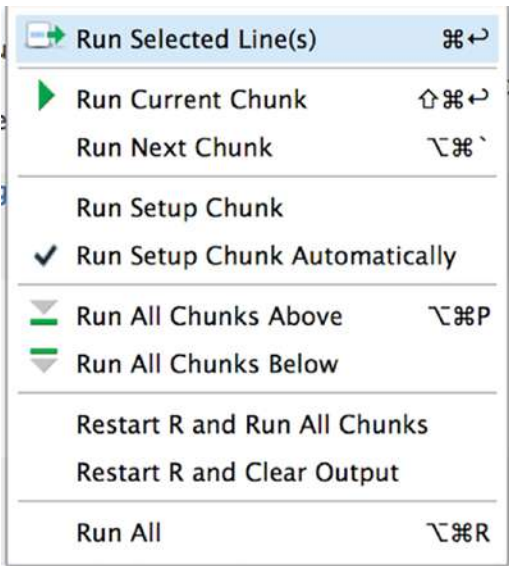 Run Selected Line(s) ⌘↩
Run Current Chunk ⇧⌘↩
Run Next Chunk ⌥⌘`
Run Setup Chunk
✓ Run Setup Chunk Automatically
Run All Chunks Above ⌥⌘P
Run All Chunks Below
Restart R and Run All Chunks
Restart R and Clear Output
Run All ⌥⌘R